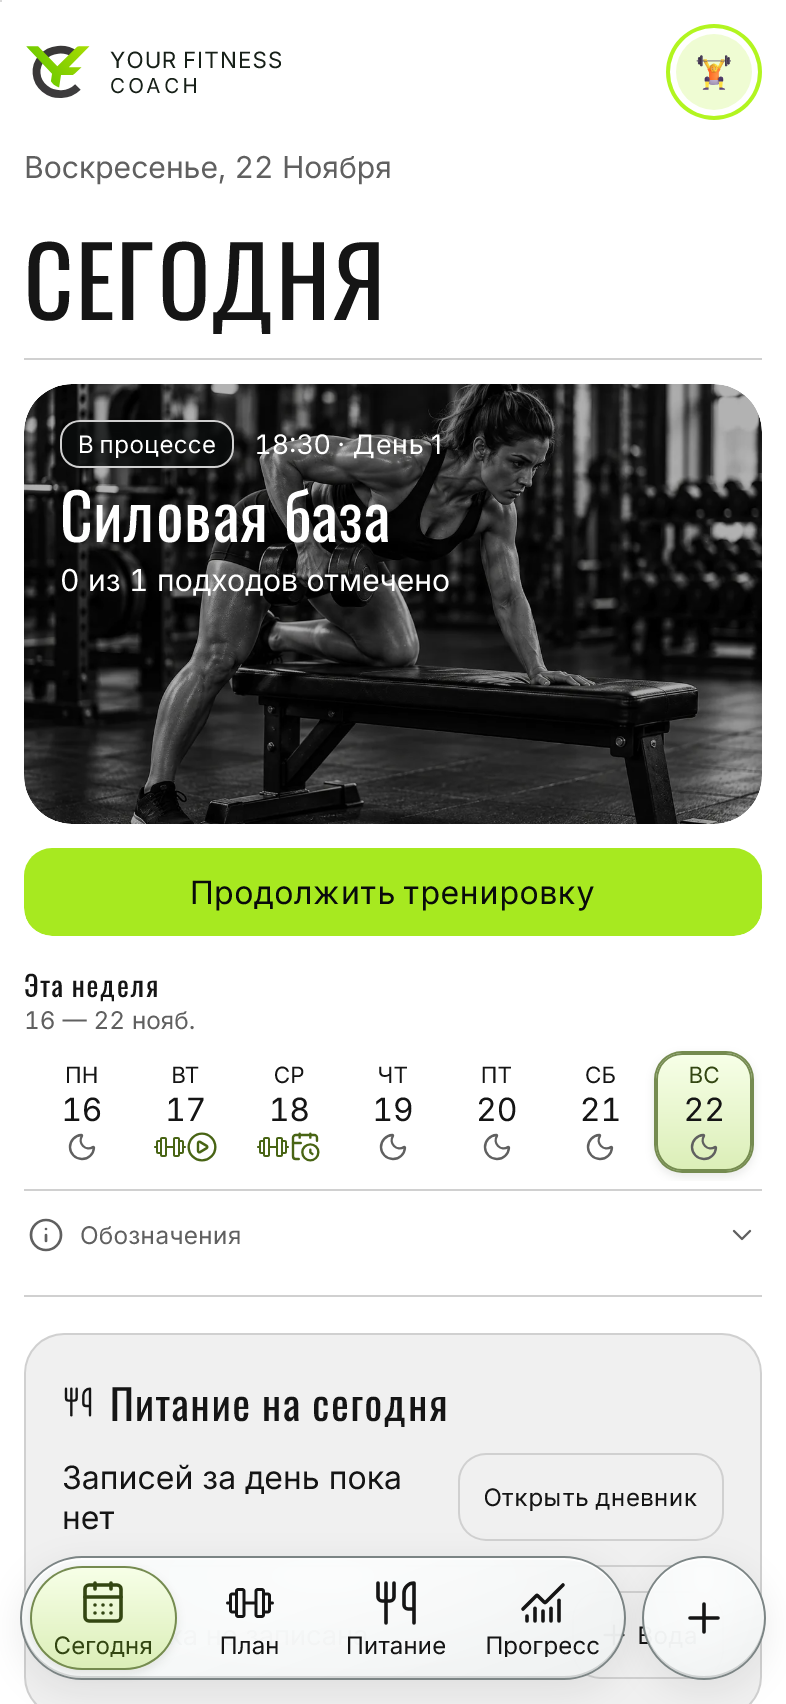 YOUR FITNESS
COACH
Воскресенье, 22 Ноября
СЕГОДНЯ
В процессе 18:30 · День 1
Силовая база
0 из 1 подходов отмечено
Продолжить тренировку
Эта неделя
16 — 22 нояб.
ПН ВТ СР ЧТ ПТ СБ ВС
16 17 18 19 20 21 22
Обозначения
Питание на сегодня
Записей за день пока
нет
Открыть дневник
Вода
Сегодня План Питание Прогресс